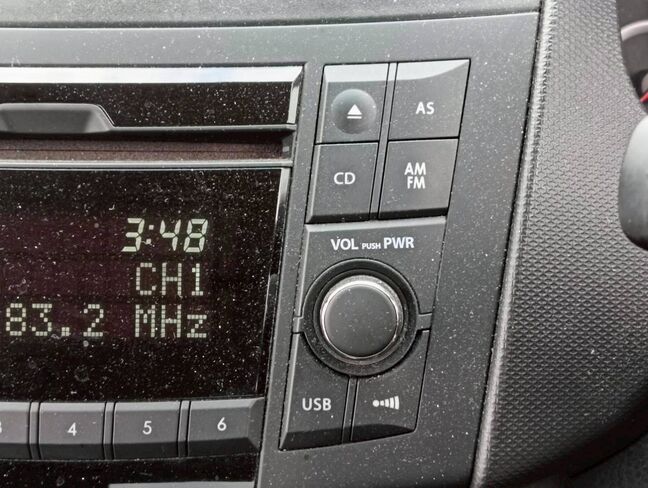 AS
CD
AM
FM
3:48
CH1
83.2 MHz
VOL PUSH PWR
USB
4 5 6